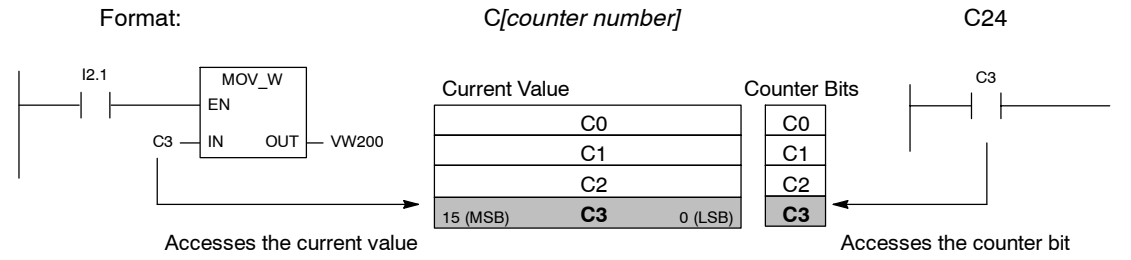 Format: C[counter number] C24
I2.1 MOV_W C3
EN
Current Value Counter Bits
C0 C0
C3 IN OUT VW200
C1 C1
C2 C2
15 (MSB) C3 0 (LSB) C3
Accesses the current value Accesses the counter bit